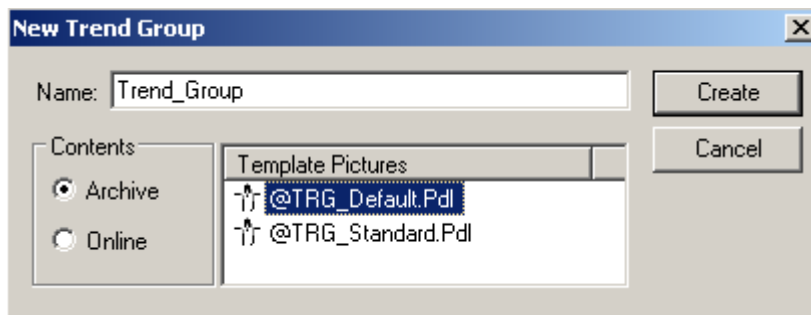 New Trend Group
Name: Trend_Group
Create
Cancel
Contents
Archive
Online
Template Pictures
@TRG_Default.Pdl
@TRG_Standard.Pdl